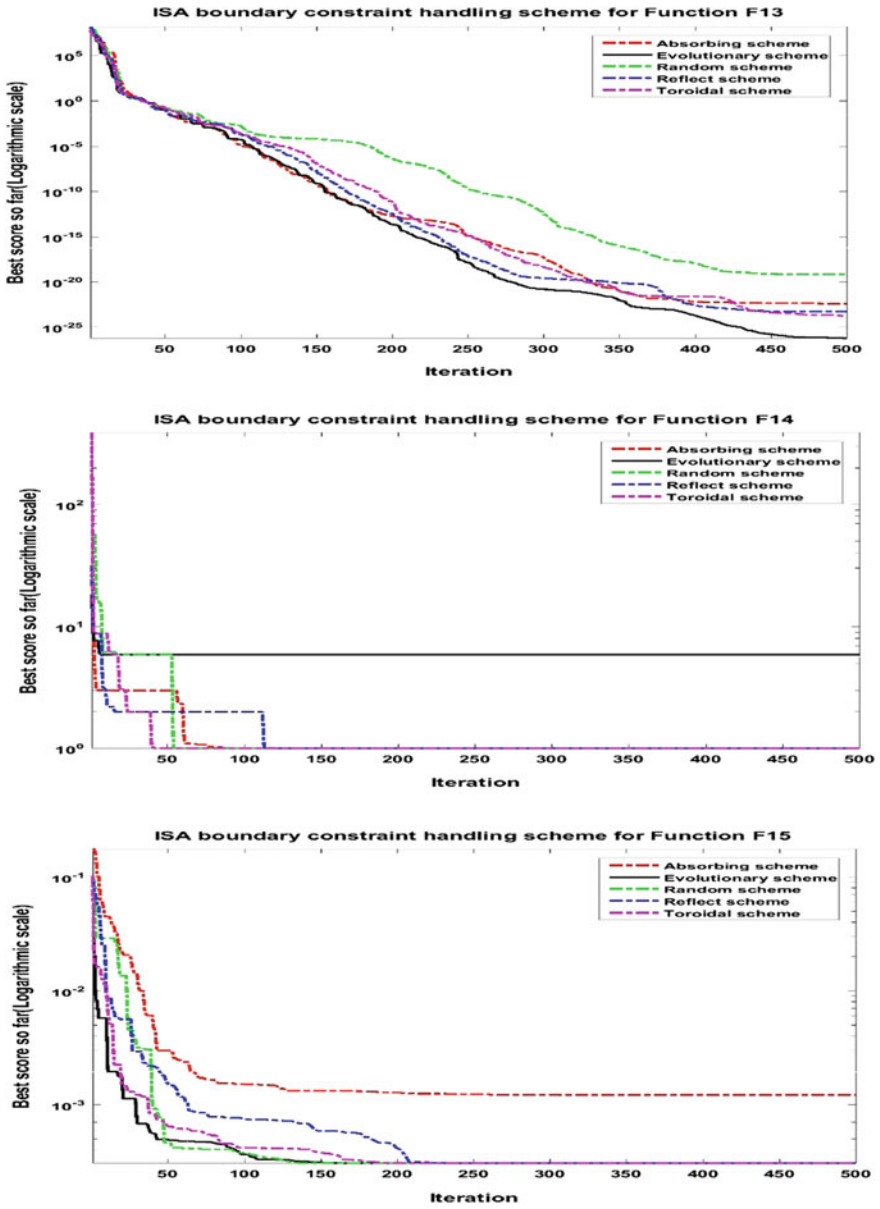 ISA boundary constraint handling scheme for Function F13
Best score so far(Logarithmic scale)
10^5
10^0
10^-5
10^-10
10^-15
10^-20
10^-25
Absorbing scheme
Evolutionary scheme
Random scheme
Reflect scheme
Toroidal scheme
50 100 150 200 250 300 350 400 450 500
Iteration
ISA boundary constraint handling scheme for Function F14
Best score so far(Logarithmic scale)
10^2
10^1
10^0
Absorbing scheme
Evolutionary scheme
Random scheme
Reflect scheme
Toroidal scheme
50 100 150 200 250 300 350 400 450 500
Iteration
ISA boundary constraint handling scheme for Function F15
Best score so far(Logarithmic scale)
10^-1
10^-2
10^-3
Absorbing scheme
Evolutionary scheme
Random scheme
Reflect scheme
Toroidal scheme
50 100 150 200 250 300 350 400 450 500
Iteration